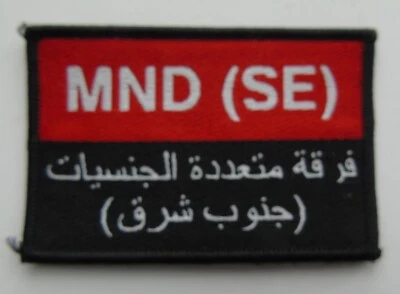 MND (SE)
فرقة متعددة الجنسيات
(جنوب شرق)